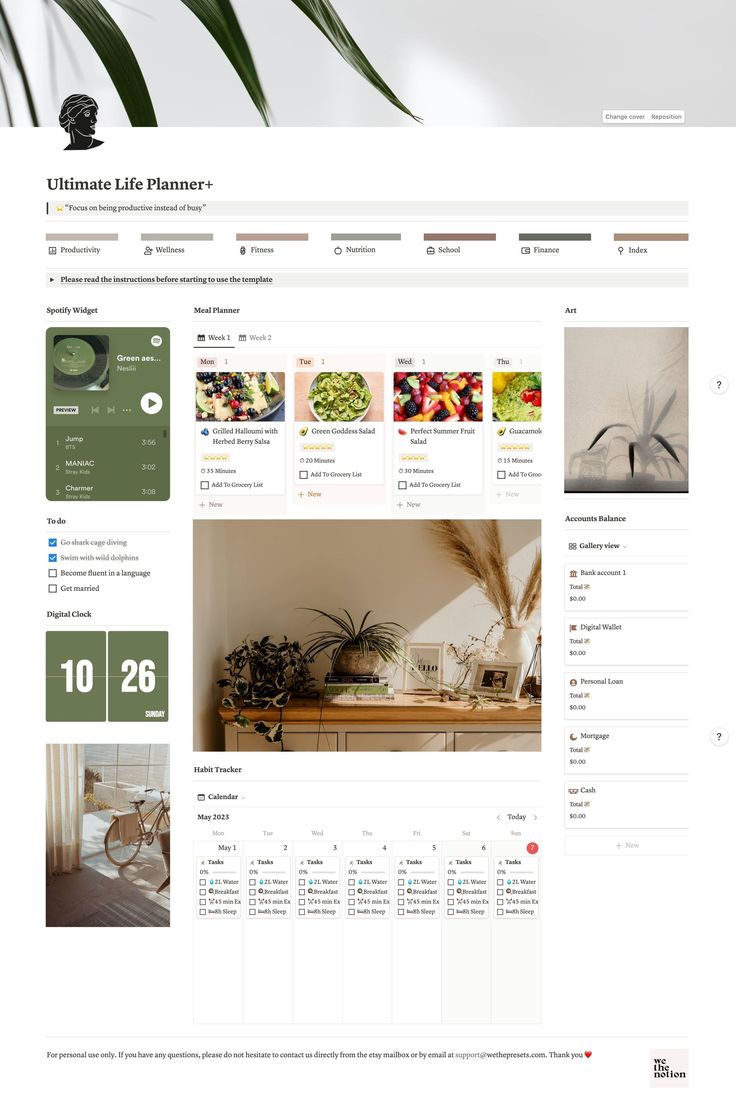 Change cover Reposition
Ultimate Life Planner+
"Focus on being productive instead of busy"
Productivity Wellness Fitness Nutrition School Finance Index
Please read the instructions before starting to use the template
Spotify Widget
Green aes...
Nesliii
PREVIEW
1 Jump 3:56
BTS
2 MANIAC 3:02
Stray Kids
3 Charmer 3:08
Stray Kids
To do
Go shark cage diving
Swim with wild dolphins
Become fluent in a language
Get married
Digital Clock
10 26
SUNDAY
Meal Planner
Week 1 Week 2
Mon 1
Grilled Halloumi with
Herbed Berry Salsa
35 Minutes
Add To Grocery List
+ New
Tue 1
Green Goddess Salad
20 Minutes
Add To Grocery List
+ New
Wed 1
Perfect Summer Fruit
Salad
30 Minutes
Add To Grocery List
+ New
Thu 1
Guacamol
15 Minutes
Add To Groc
+ New
HELLO
Habit Tracker
Calendar
May 2023 Today
Mon Tue Wed Thu Fri Sat Sun
May 1 2 3 4 5 6 7
Tasks Tasks Tasks Tasks Tasks Tasks Tasks
0% 0% 0% 0% 0% 0% 0%
2L Water 2L Water 2L Water 2L Water 2L Water 2L Water 2L Water
Breakfast Breakfast Breakfast Breakfast Breakfast Breakfast Breakfast
45 min Ex 45 min Ex 45 min Ex 45 min Ex 45 min Ex 45 min Ex 45 min Ex
8h Sleep 8h Sleep 8h Sleep 8h Sleep 8h Sleep 8h Sleep 8h Sleep
Art
Accounts Balance
Gallery view
Bank account 1
Total
$0.00
Digital Wallet
Total
$0.00
Personal Loan
Total
$0.00
Mortgage
Total
$0.00
Cash
Total
$0.00
+ New
?
?
For personal use only. If you have any questions, please do not hesitate to contact us directly from the etsy mailbox or by email at support@wethepresets.com. Thank you ❤️
we
the
notion